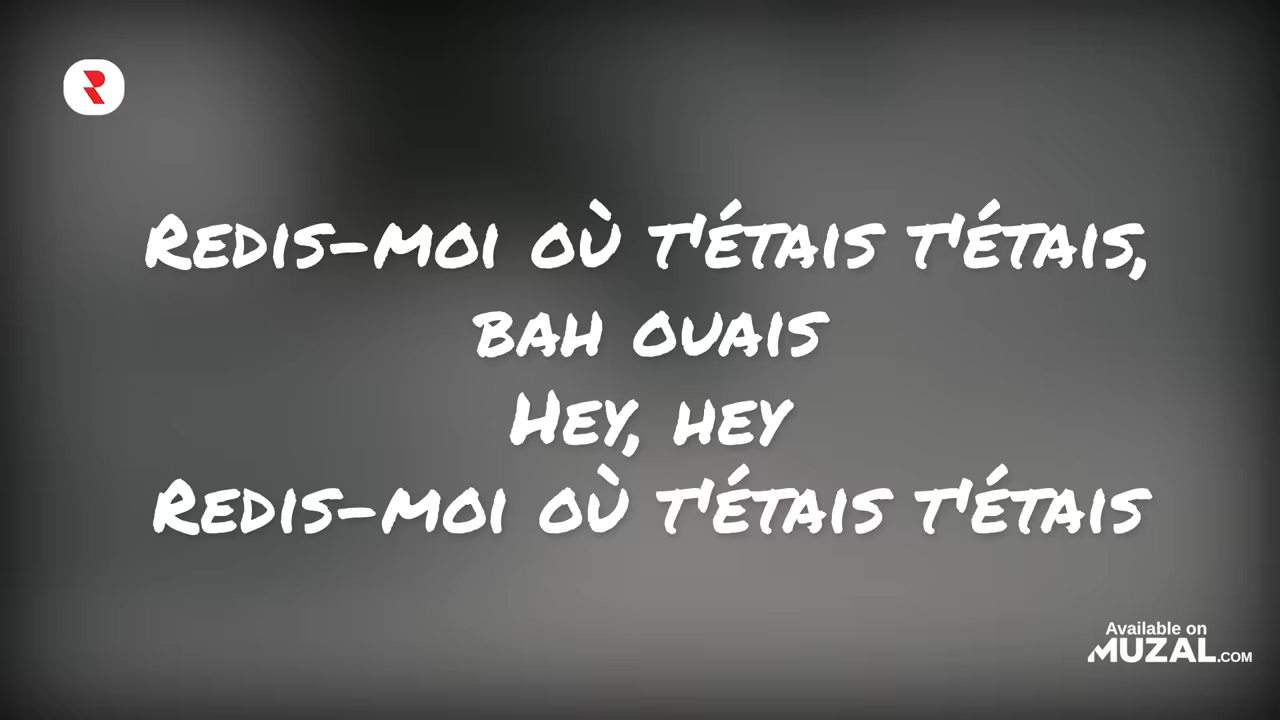 Redis-moi où t'étais t'étais,
bah ouais
Hey, hey
Redis-moi où t'étais t'étais
Available on
MUZAL.COM